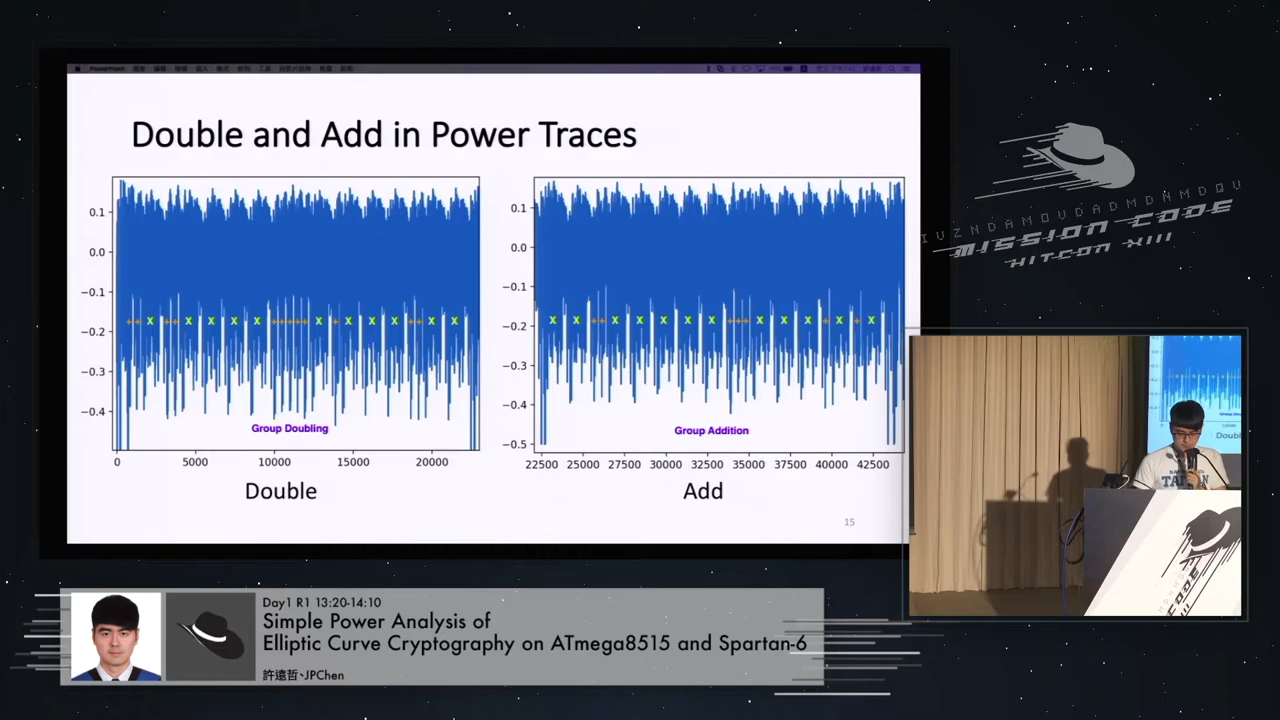 PowerPoint
Double and Add in Power Traces
0.1
0.0
−0.1
−0.2
−0.3
−0.4
Group Doubling
0 5000 10000 15000 20000
Double
0.1
0.0
−0.1
−0.2
−0.3
−0.4
−0.5
Group Addition
22500 25000 27500 30000 32500 35000 37500 40000 42500
Add
15
MISSION CODE
HITCON XIII
Day1 R1 13:20-14:10
Simple Power Analysis of
Elliptic Curve Cryptography on ATmega8515 and Spartan-6
許遠哲、JPChen